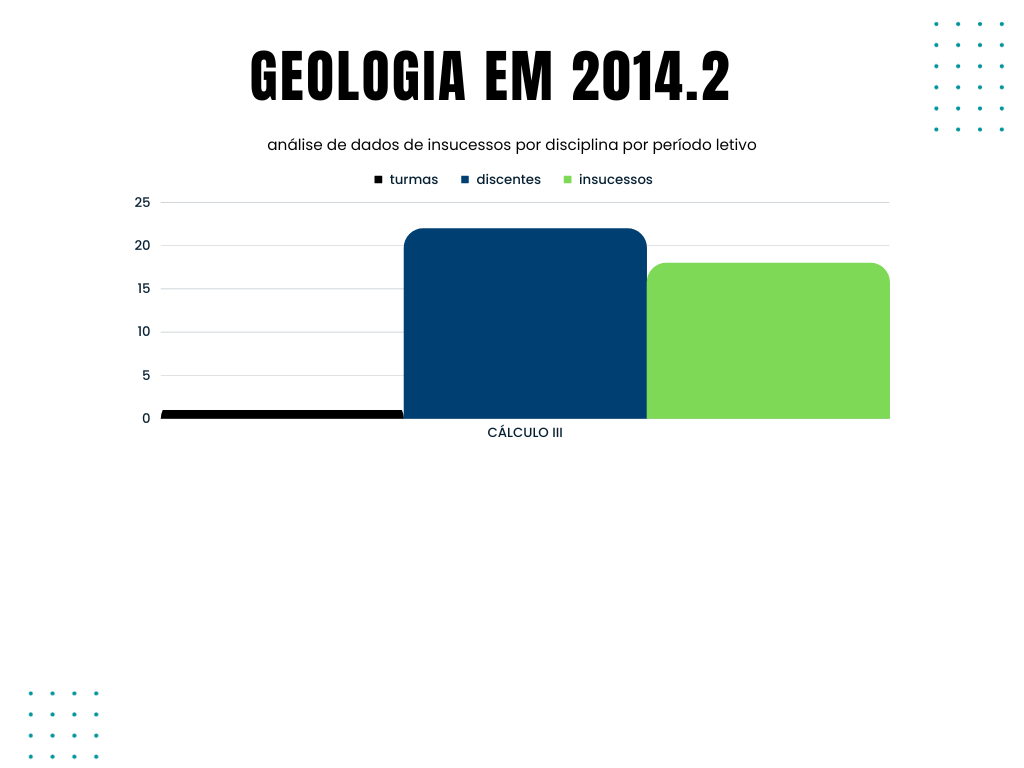 GEOLOGIA EM 2014.2
análise de dados de insucessos por disciplina por período letivo
turmas discentes insucessos
25
20
15
10
5
0
CÁLCULO III